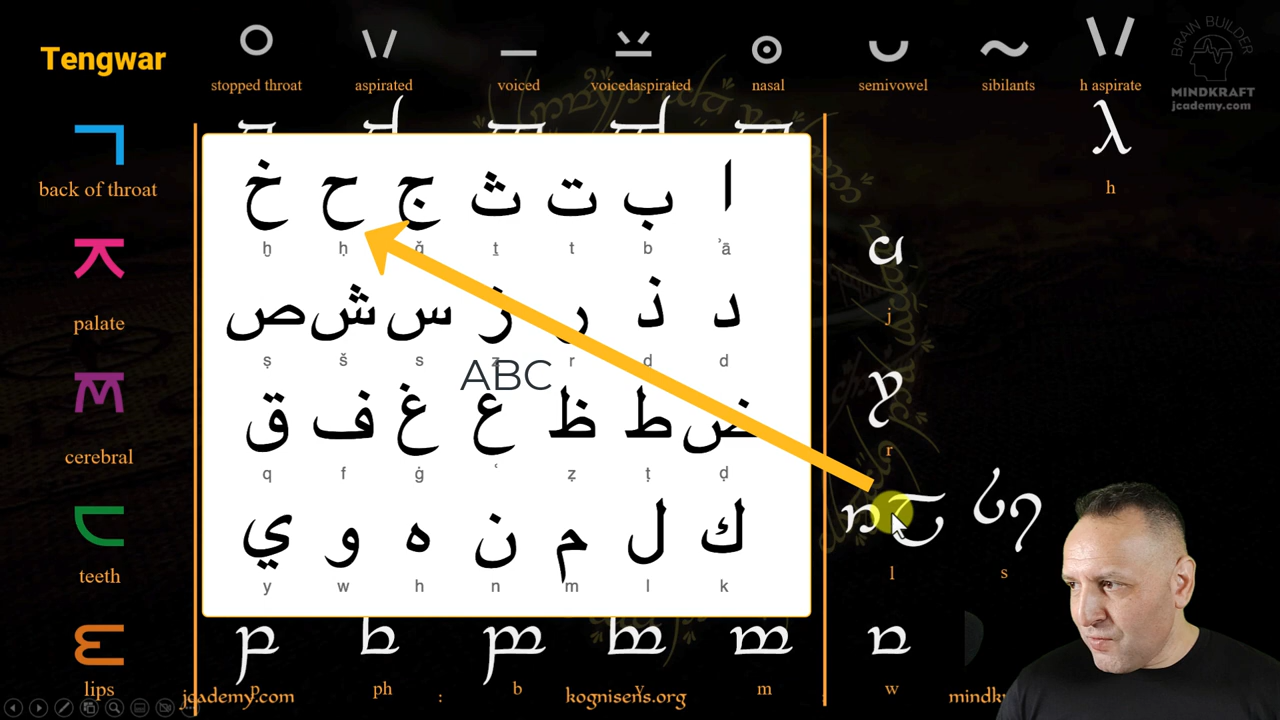 Tengwar
stopped throat aspirated voiced voicedaspirated nasal semivowel sibilants h aspirate
BRAIN BUILDER
MINDKRAFT
jcademy.com
back of throat
h
ا ب ت ث ج ح خ
ḫ ḥ ğ ṯ t b ʾā
palate
j
د ذ ر ز س ش ص
ṣ š s z r d d
ABC
cerebral
r
ض ط ظ ع غ ف ق
q f ġ ʿ ẓ ṭ ḍ
teeth
l s
ك ل م ن ه و ي
y w h n m l k
lips
p ph b v m w
jcademy.com : kognisens.org :